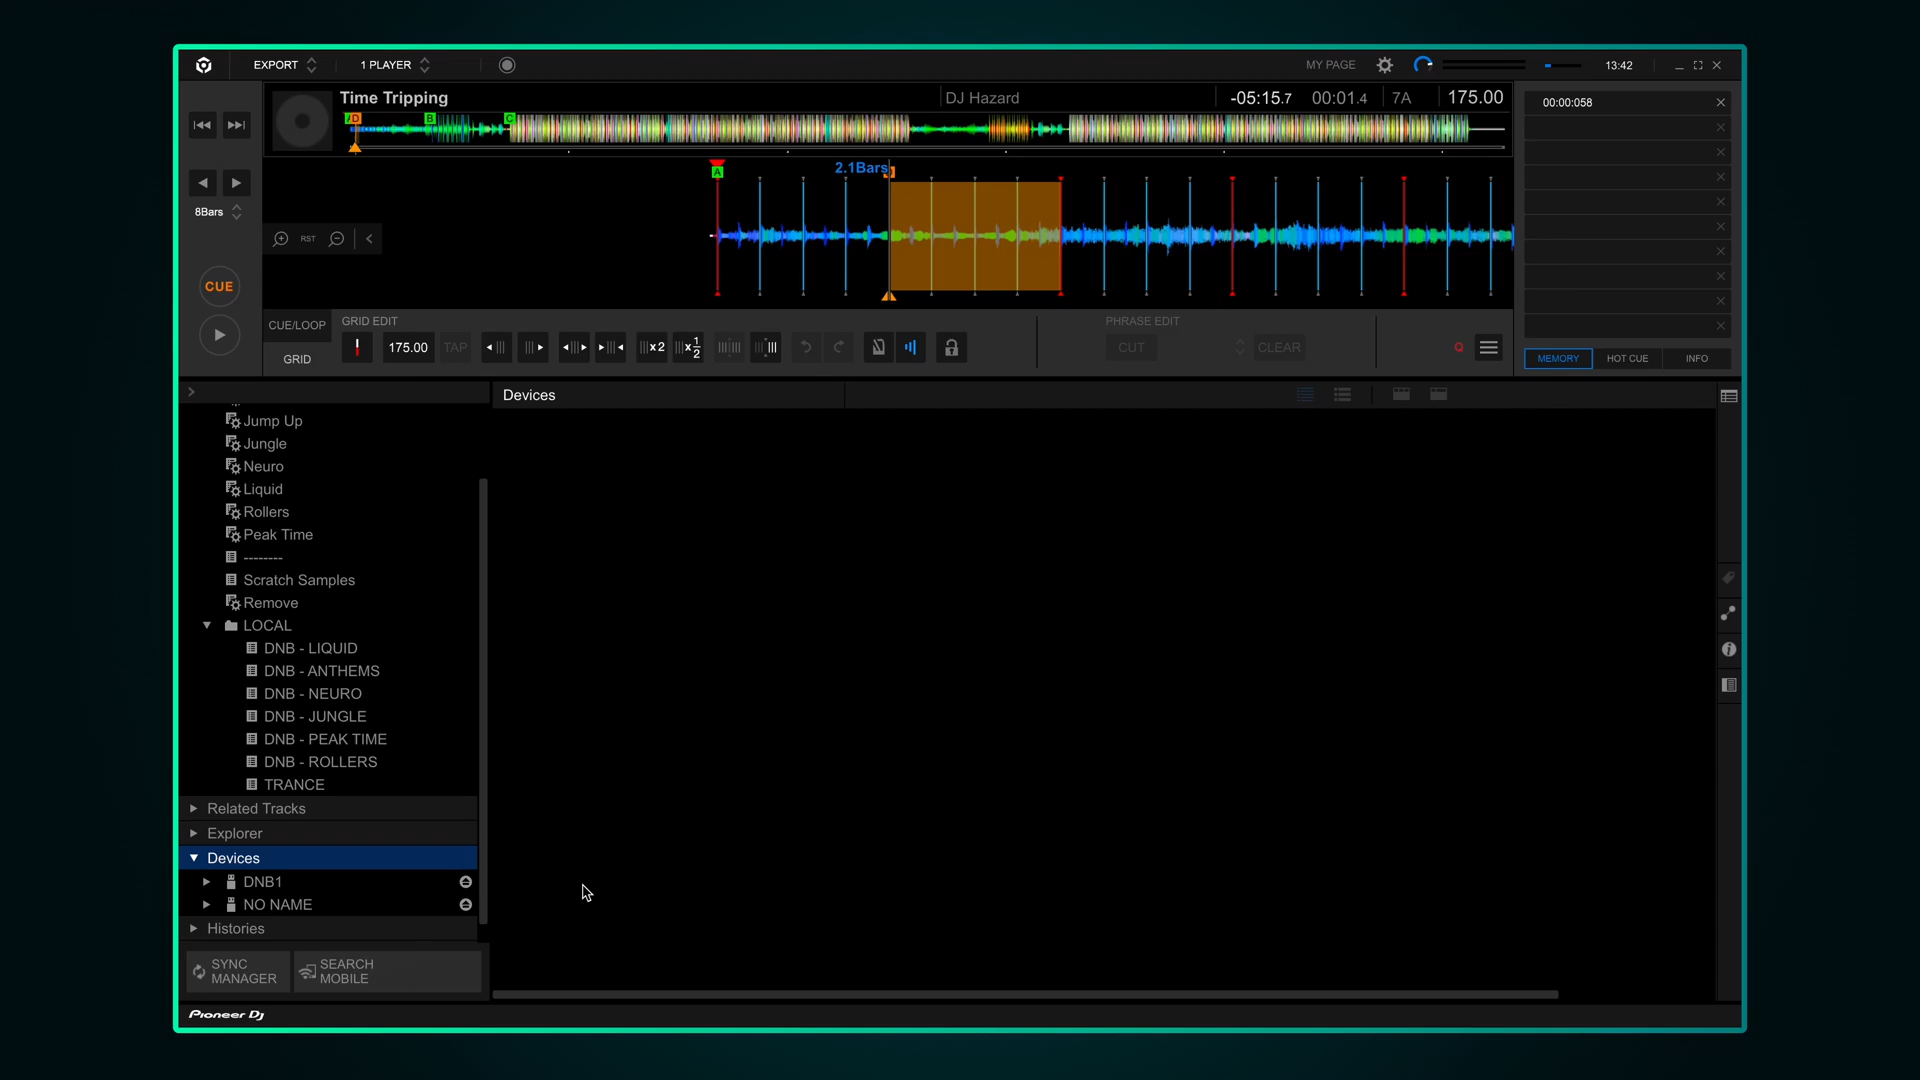 EXPORT
1 PLAYER
MY PAGE
13:42
Time Tripping
DJ Hazard
-05:15.7
00:01.4
7A
175.00
D
B
C
8Bars
CUE
RST
A
2.1Bars
00:00:058
CUE/LOOP
GRID
GRID EDIT
175.00
TAP
x2
x1/2
PHRASE EDIT
CUT
CLEAR
Q
MEMORY
HOT CUE
INFO
Devices
Jump Up
Jungle
Neuro
Liquid
Rollers
Peak Time
--------
Scratch Samples
Remove
LOCAL
DNB - LIQUID
DNB - ANTHEMS
DNB - NEURO
DNB - JUNGLE
DNB - PEAK TIME
DNB - ROLLERS
TRANCE
Related Tracks
Explorer
Devices
DNB1
NO NAME
Histories
SYNC
MANAGER
SEARCH
MOBILE
Pioneer Dj